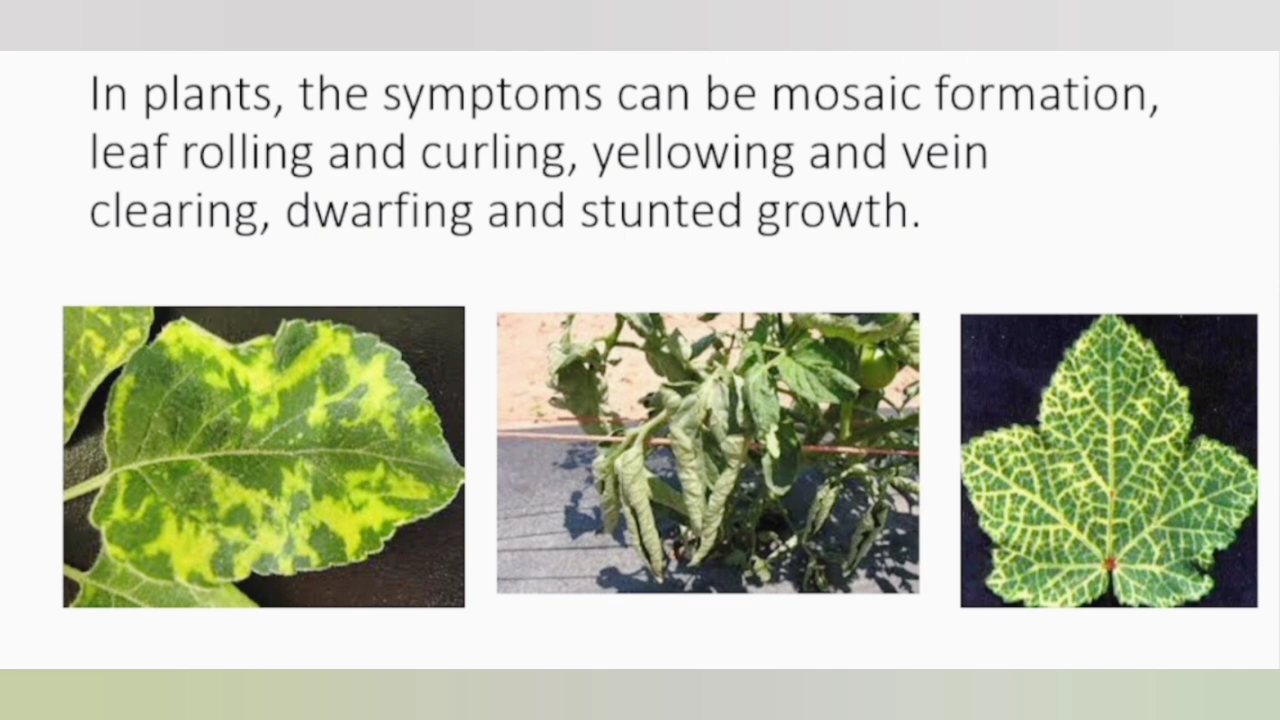 In plants, the symptoms can be mosaic formation,
leaf rolling and curling, yellowing and vein
clearing, dwarfing and stunted growth.